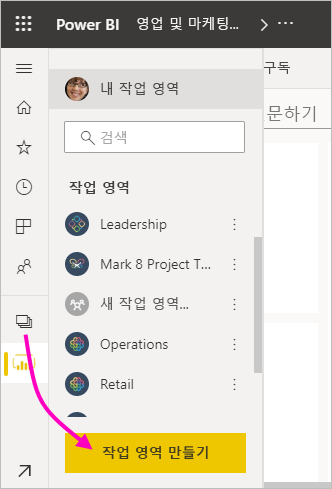 Power BI 영업 및 마케팅...
구독
내 작업 영역
문하기
검색
작업 영역
Leadership
Mark 8 Project T...
새 작업 영역...
Operations
Retail
작업 영역 만들기